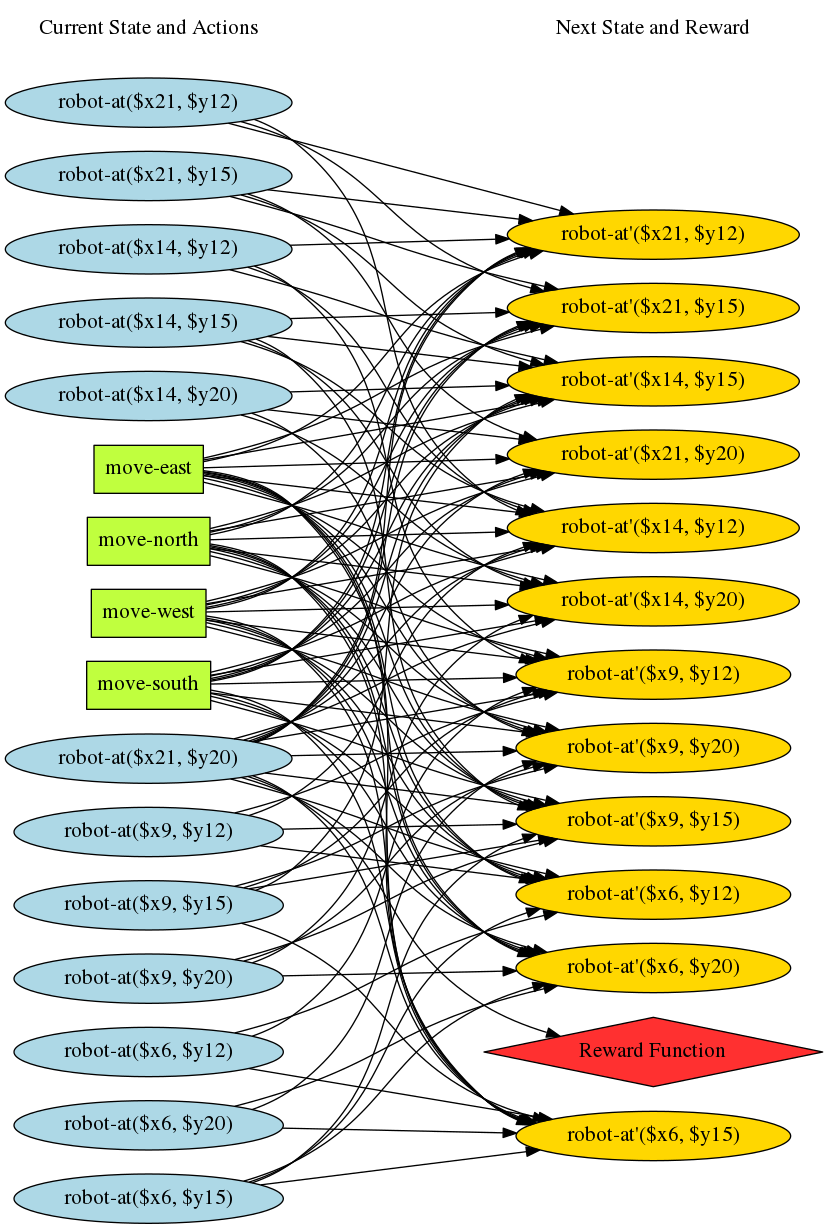 Current State and Actions
robot-at($x21, $y12)
robot-at($x21, $y15)
robot-at($x14, $y12)
robot-at($x14, $y15)
robot-at($x14, $y20)
move-east
move-north
move-west
move-south
robot-at($x21, $y20)
robot-at($x9, $y12)
robot-at($x9, $y15)
robot-at($x9, $y20)
robot-at($x6, $y12)
robot-at($x6, $y20)
robot-at($x6, $y15)
Next State and Reward
robot-at'($x21, $y12)
robot-at'($x21, $y15)
robot-at'($x14, $y15)
robot-at'($x21, $y20)
robot-at'($x14, $y12)
robot-at'($x14, $y20)
robot-at'($x9, $y12)
robot-at'($x9, $y20)
robot-at'($x9, $y15)
robot-at'($x6, $y12)
robot-at'($x6, $y20)
Reward Function
robot-at'($x6, $y15)